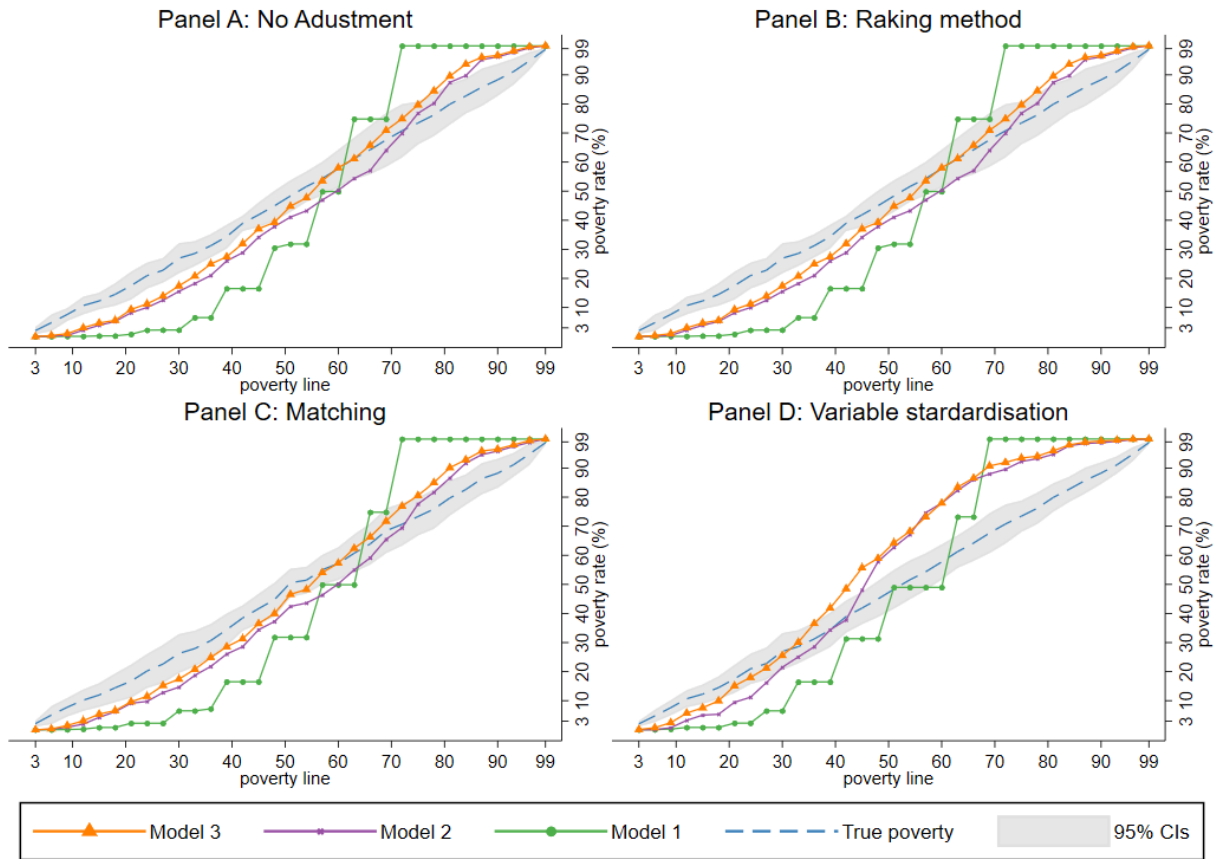 Panel A: No Adustment
Panel B: Raking method
99
90
80
70
60
50
40
30
20
10
3
poverty rate (%)
3 10 20 30 40 50 60 70 80 90 99
poverty line
99
90
80
70
60
50
40
30
20
10
3
poverty rate (%)
3 10 20 30 40 50 60 70 80 90 99
poverty line
Panel C: Matching
Panel D: Variable stardardisation
99
90
80
70
60
50
40
30
20
10
3
poverty rate (%)
3 10 20 30 40 50 60 70 80 90 99
poverty line
99
90
80
70
60
50
40
30
20
10
3
poverty rate (%)
3 10 20 30 40 50 60 70 80 90 99
poverty line
Model 3 Model 2 Model 1 True poverty 95% CIs